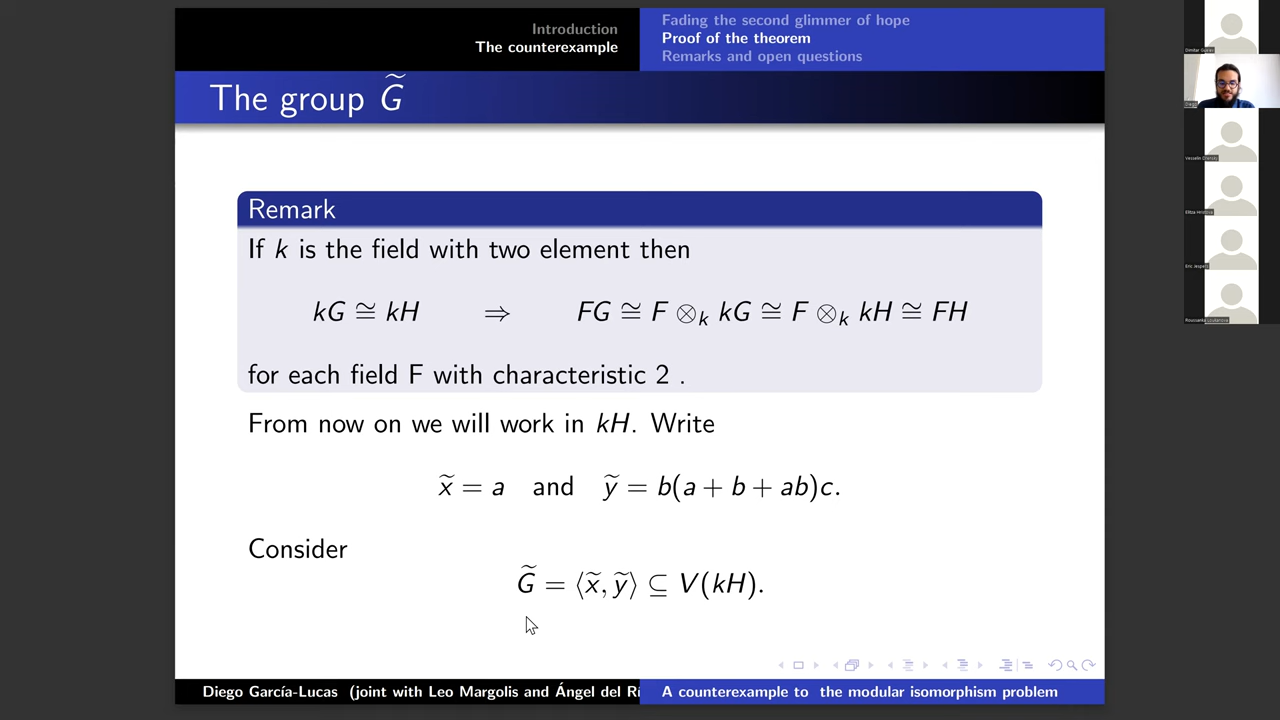 Introduction
The counterexample
Fading the second glimmer of hope
Proof of the theorem
Remarks and open questions
The group G̃
Remark
If k is the field with two element then
kG ≅ kH ⇒ FG ≅ F ⊗ₖ kG ≅ F ⊗ₖ kH ≅ FH
for each field F with characteristic 2 .
From now on we will work in kH. Write
x̃ = a and ỹ = b(a + b + ab)c.
Consider
G̃ = ⟨x̃, ỹ⟩ ⊆ V(kH).
Diego García-Lucas (joint with Leo Margolis and Ángel del Rí
A counterexample to the modular isomorphism problem
Diego